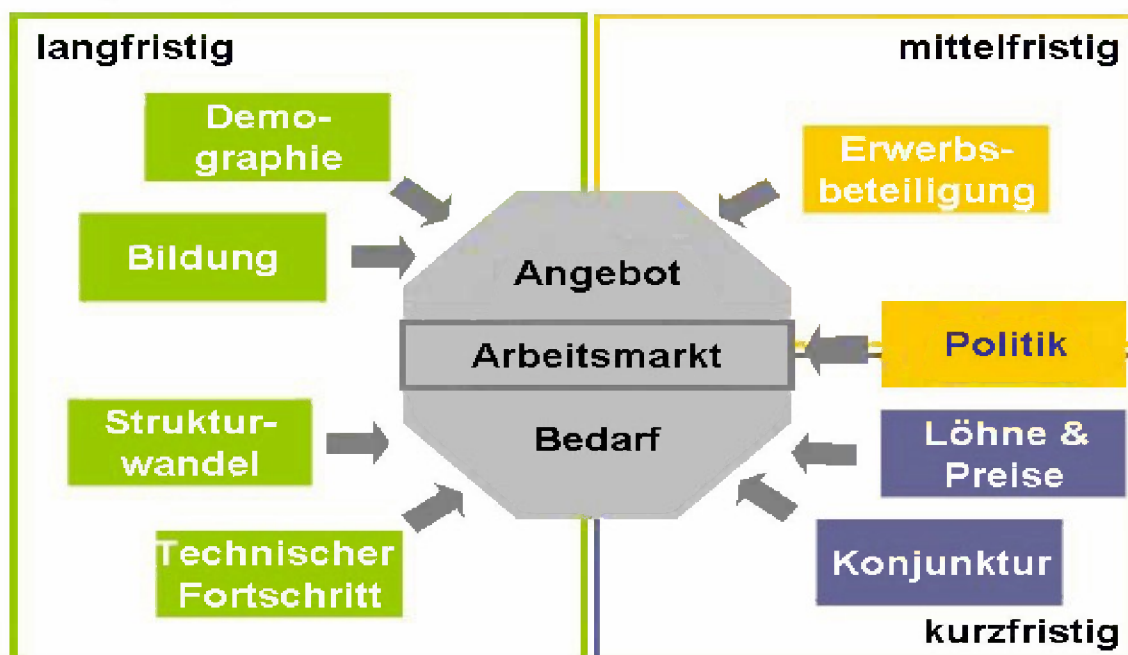 langfristig
mittelfristig
Demo-
graphie
Erwerbs-
beteiligung
Bildung
Angebot
Arbeitsmarkt
Politik
Struktur-
wandel
Bedarf
Löhne &
Preise
Technischer
Fortschritt
Konjunktur
kurzfristig